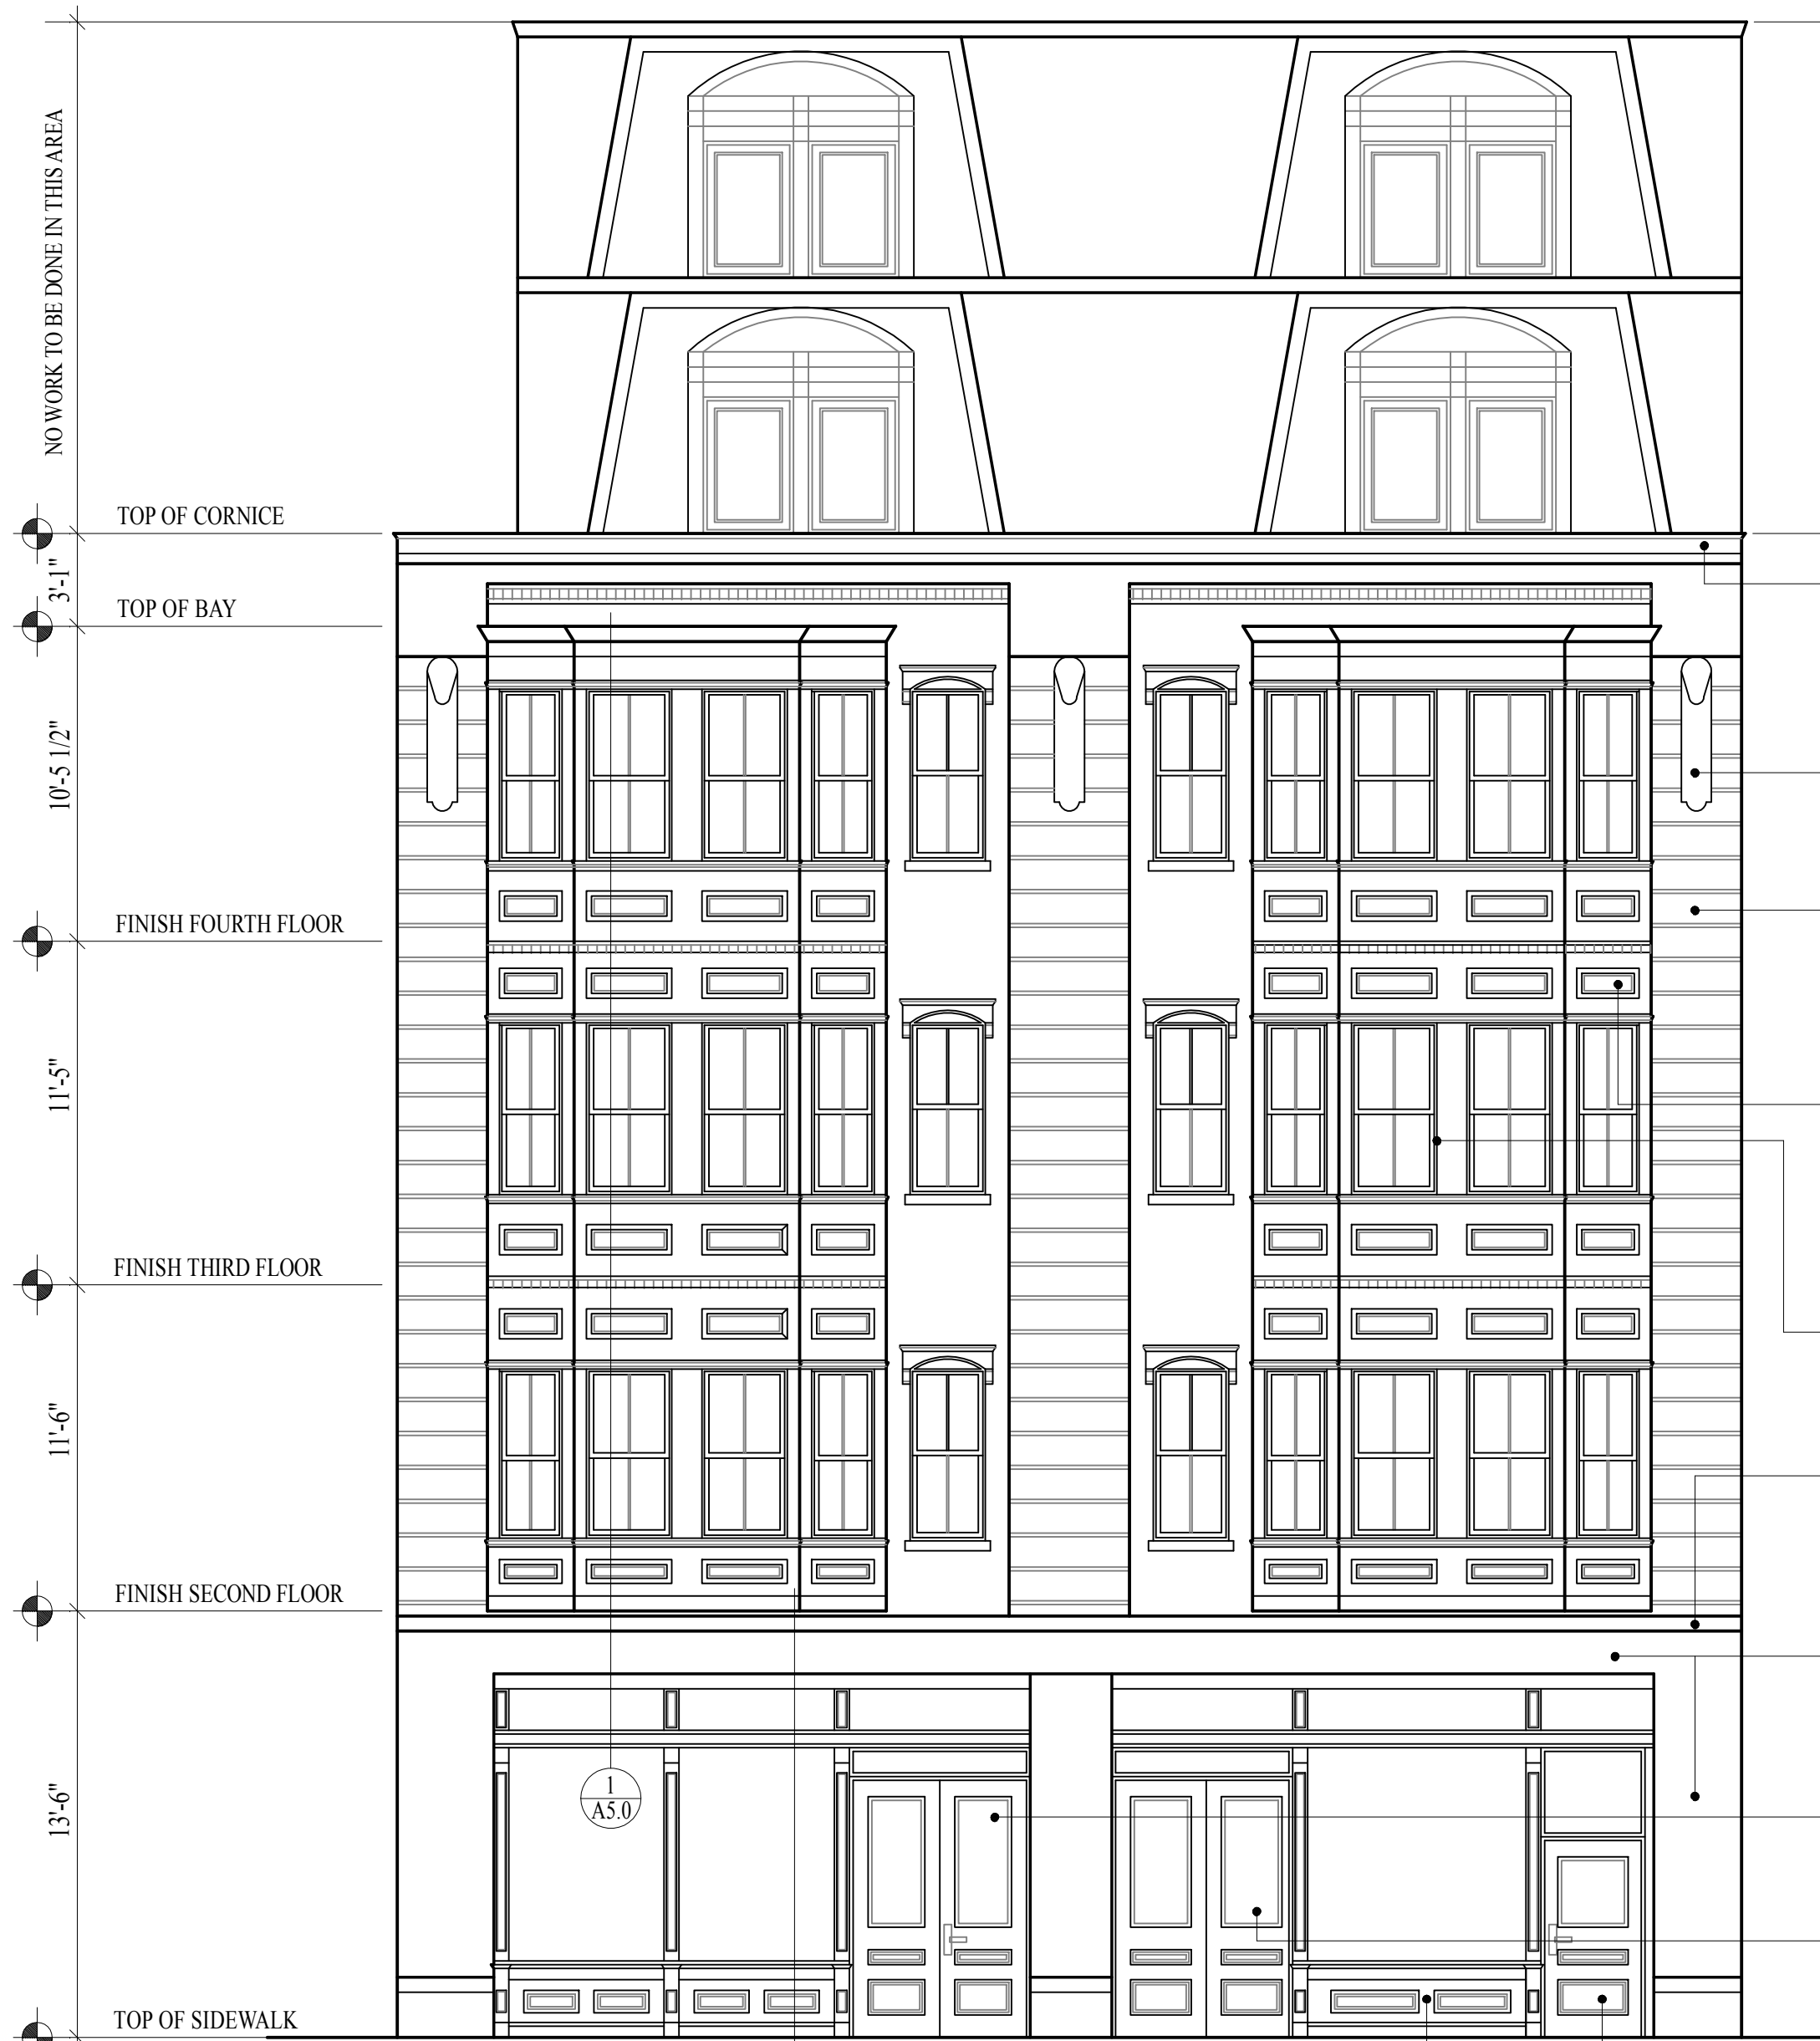 NO WORK TO BE DONE IN THIS AREA
TOP OF CORNICE
3'-1"
TOP OF BAY
10'-5 1/2"
FINISH FOURTH FLOOR
11'-5"
FINISH THIRD FLOOR
11'-6"
FINISH SECOND FLOOR
13'-6"
1
A5.0
TOP OF SIDEWALK